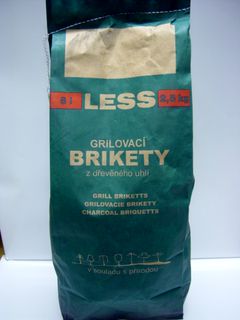 8 l LESS 2,5 kg
GRILOVACÍ
BRIKETY
z dřevěného uhlí
GRILL BRIKETTS
GRILOVACIE BRIKETY
CHARCOAL BRIQUETTS
v souladu s přírodou